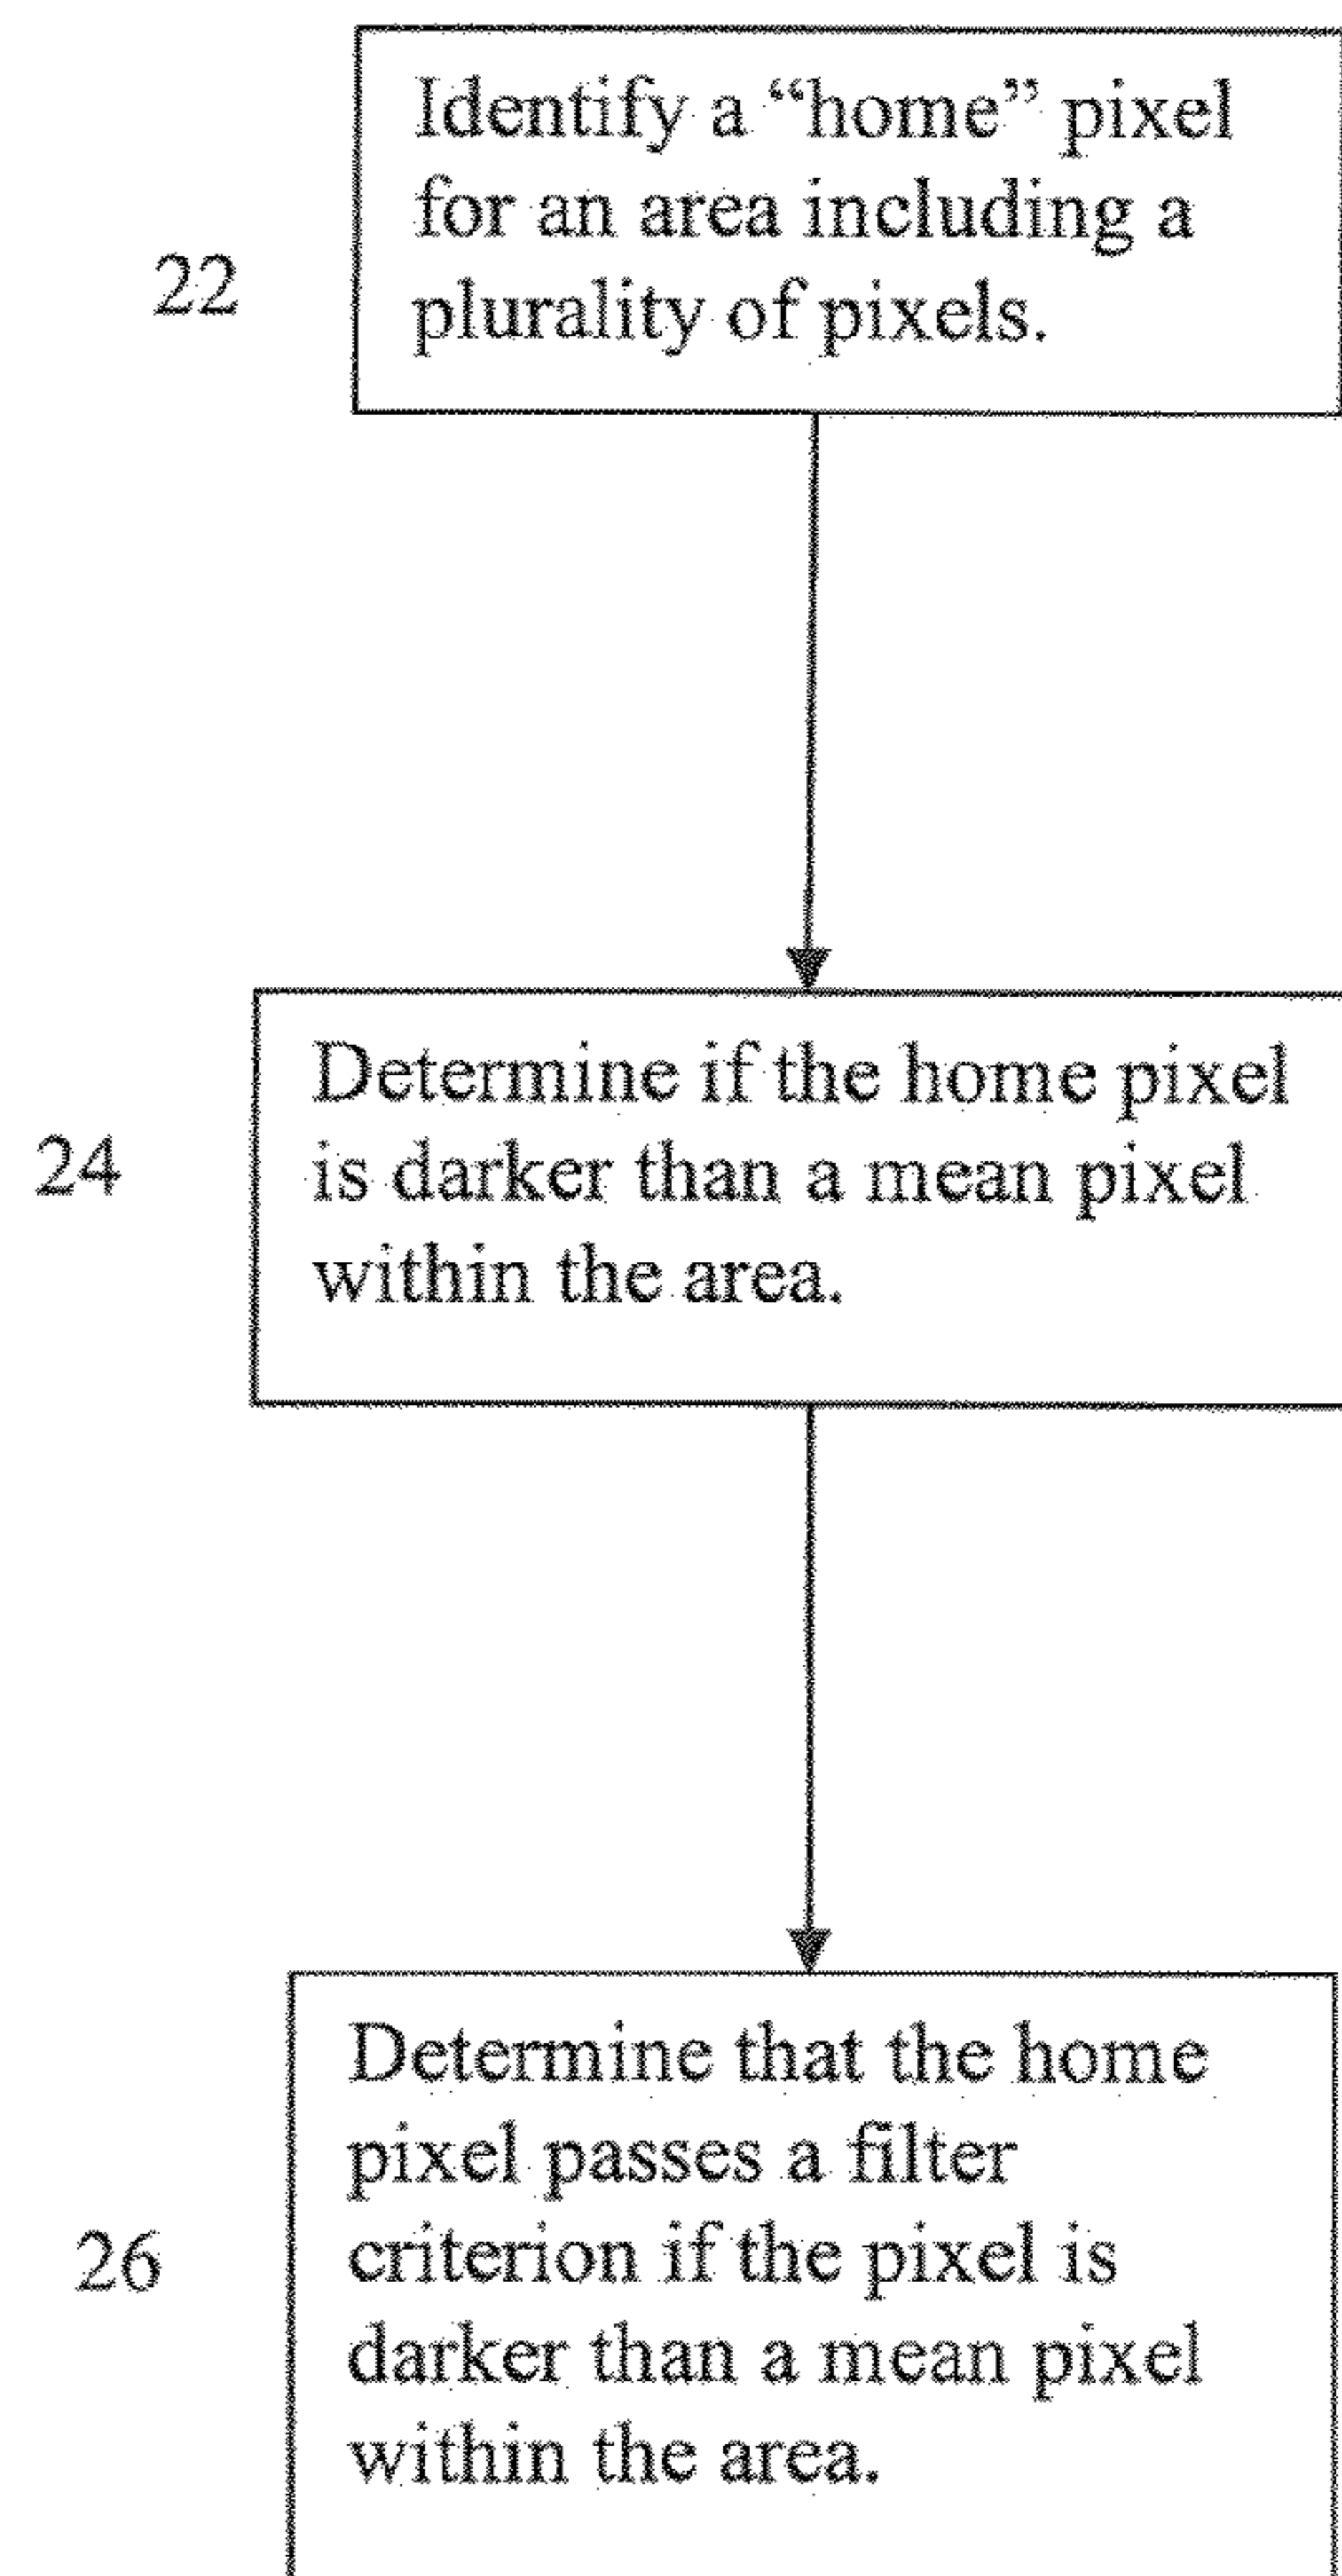 Identify a “home” pixel
for an area including a
plurality of pixels.
22
Determine if the home pixel
is darker than a mean pixel
within the area.
24
Determine that the home
pixel passes a filter
criterion if the pixel is
darker than a mean pixel
within the area.
26